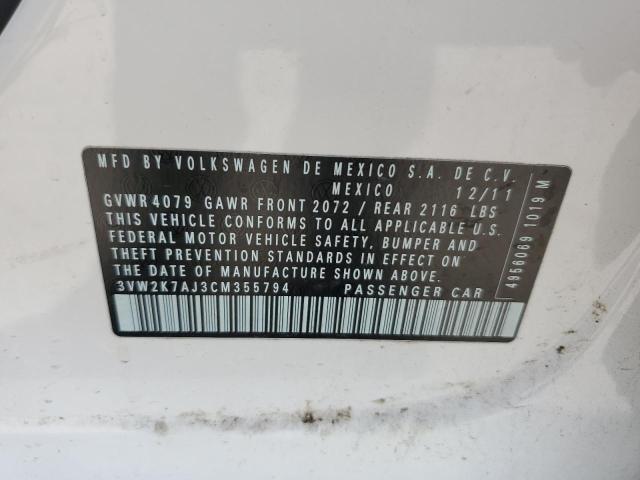 MFD BY VOLKSWAGEN DE MEXICO S.A. DE C.V.
MEXICO 12/11
GVWR 4079 GAWR FRONT 2072 / REAR 2116 LBS
THIS VEHICLE CONFORMS TO ALL APPLICABLE U.S.
FEDERAL MOTOR VEHICLE SAFETY, BUMPER AND
THEFT PREVENTION STANDARDS IN EFFECT ON
THE DATE OF MANUFACTURE SHOWN ABOVE.
3VW2K7AJ3CM355794 PASSENGER CAR
4956069 1019 M